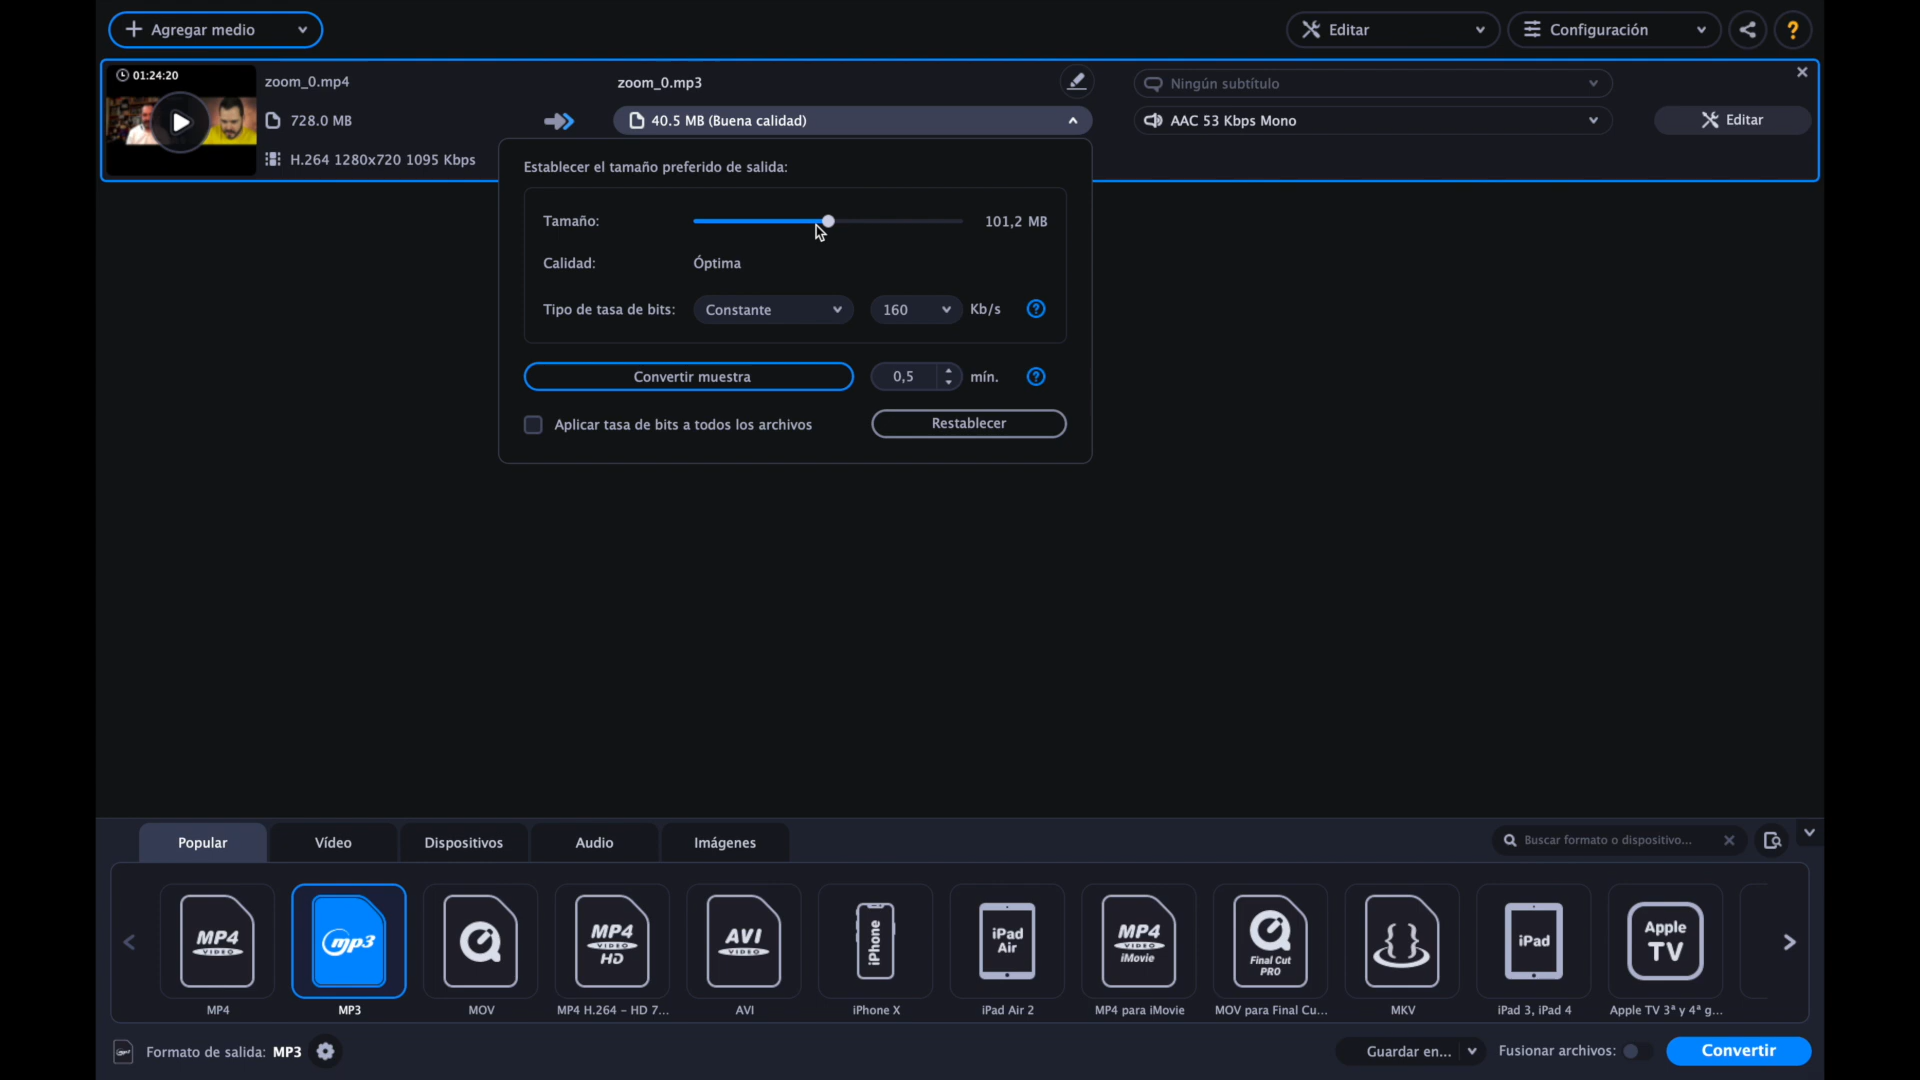 Agregar medio
Editar
Configuración
?
01:24:20
zoom_0.mp4
728.0 MB
H.264 1280x720 1095 Kbps
zoom_0.mp3
40.5 MB (Buena calidad)
Ningún subtítulo
AAC 53 Kbps Mono
Editar
Establecer el tamaño preferido de salida:
Tamaño:
101,2 MB
Calidad:
Óptima
Tipo de tasa de bits:
Constante
160
Kb/s
?
Convertir muestra
0,5
mín.
?
Aplicar tasa de bits a todos los archivos
Restablecer
Popular
Vídeo
Dispositivos
Audio
Imágenes
Buscar formato o dispositivo...
MP4 VIDEO
mp3
MP4 VIDEO HD
AVI VIDEO
iPhone
iPad Air
MP4 VIDEO iMovie
Final Cut PRO
iPad
Apple TV
MP4
MP3
MOV
MP4 H.264 – HD 7...
AVI
iPhone X
iPad Air 2
MP4 para iMovie
MOV para Final Cu...
MKV
iPad 3, iPad 4
Apple TV 3ª y 4ª g...
Formato de salida: MP3
Guardar en...
Fusionar archivos:
Convertir